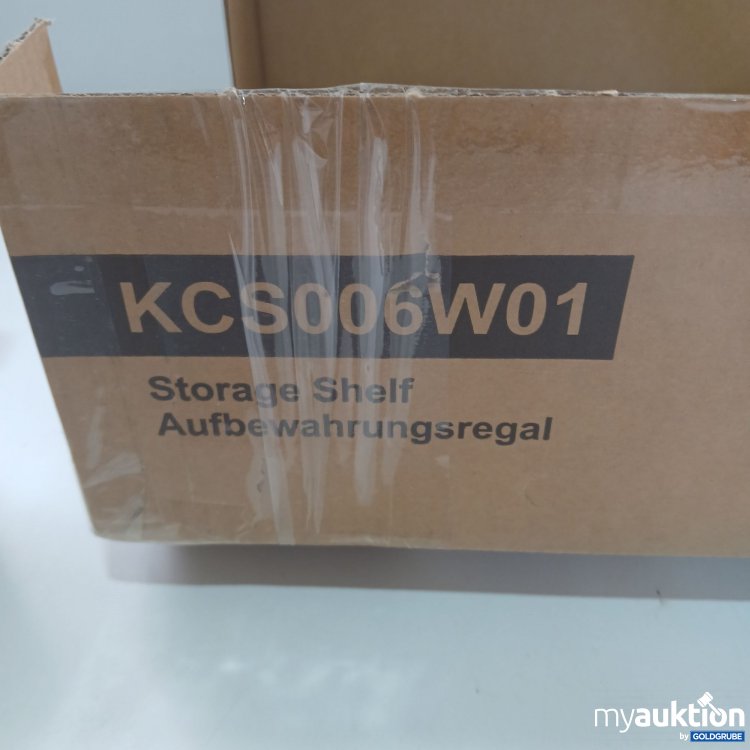 KCS006W01
Storage Shelf
Aufbewahrungsregal
myauktion
by GOLDGRUBE